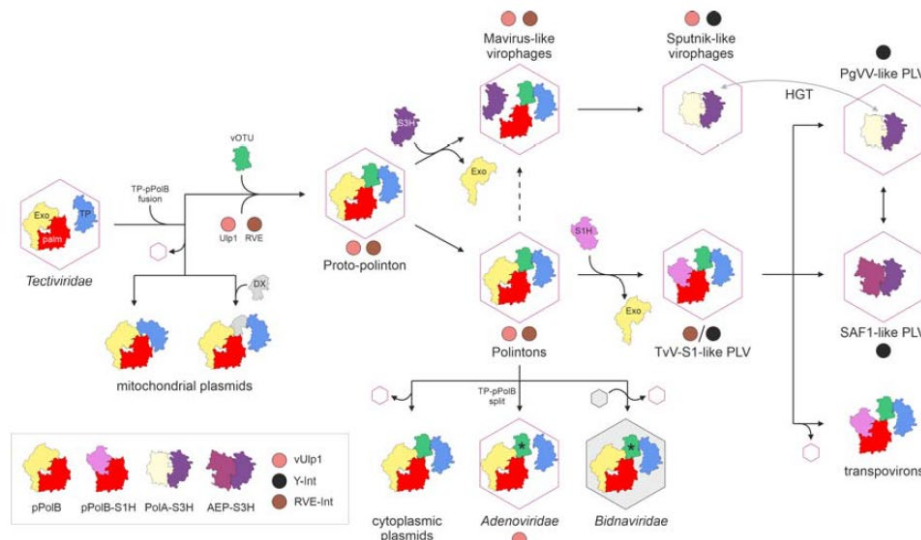 Mavirus-like
virophages
Sputnik-like
virophages
PgVV-like PLV
HGT
S3H
vOTU
Exo
TP-pPolB
fusion
Exo
TP
palm
Ulp1
RVE
Tectiviridae
Proto-polinton
S1H
DX
Exo
mitochondrial plasmids
Polintons
TvV-S1-like PLV
/
SAF1-like PLV
TP-pPolB
split
*
*
transpovirons
vUlp1
Y-Int
RVE-Int
pPolB
pPolB-S1H
PolA-S3H
AEP-S3H
cytoplasmic
plasmids
Adenoviridae
Bidnaviridae